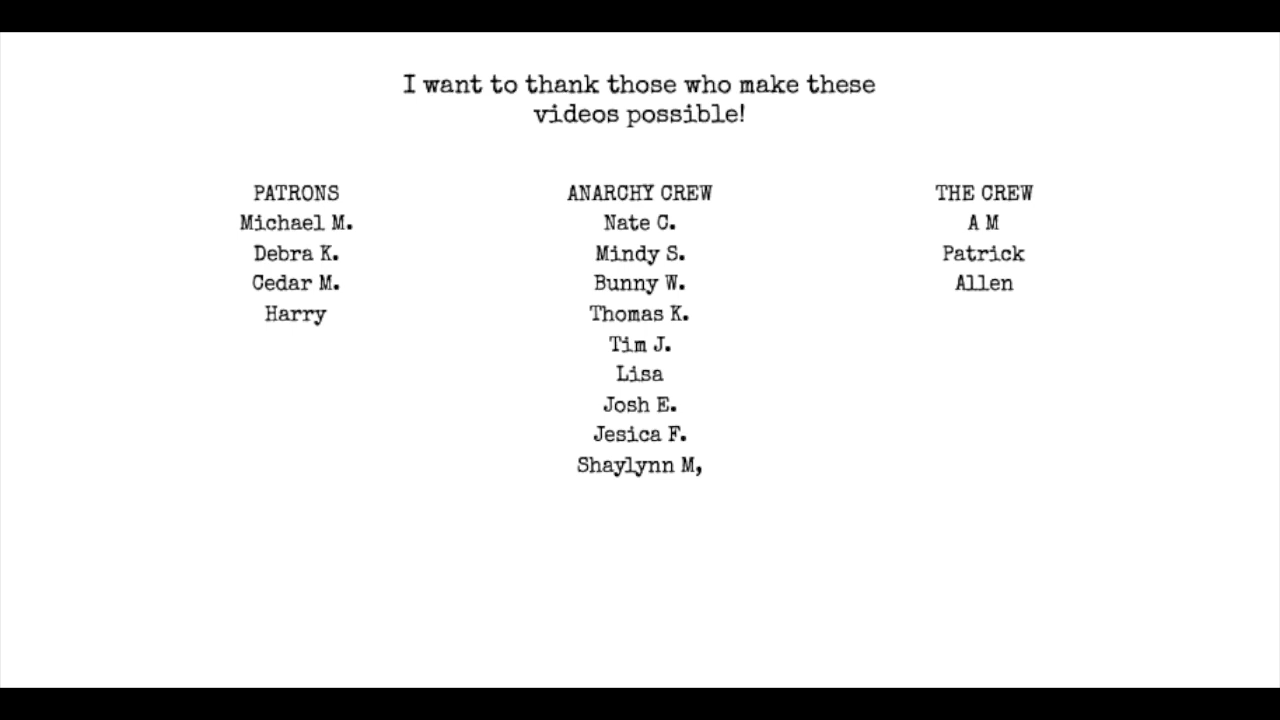 I want to thank those who make these
videos possible!
PATRONS
Michael M.
Debra K.
Cedar M.
Harry
ANARCHY CREW
Nate C.
Mindy S.
Bunny W.
Thomas K.
Tim J.
Lisa
Josh E.
Jesica F.
Shaylynn M,
THE CREW
A M
Patrick
Allen